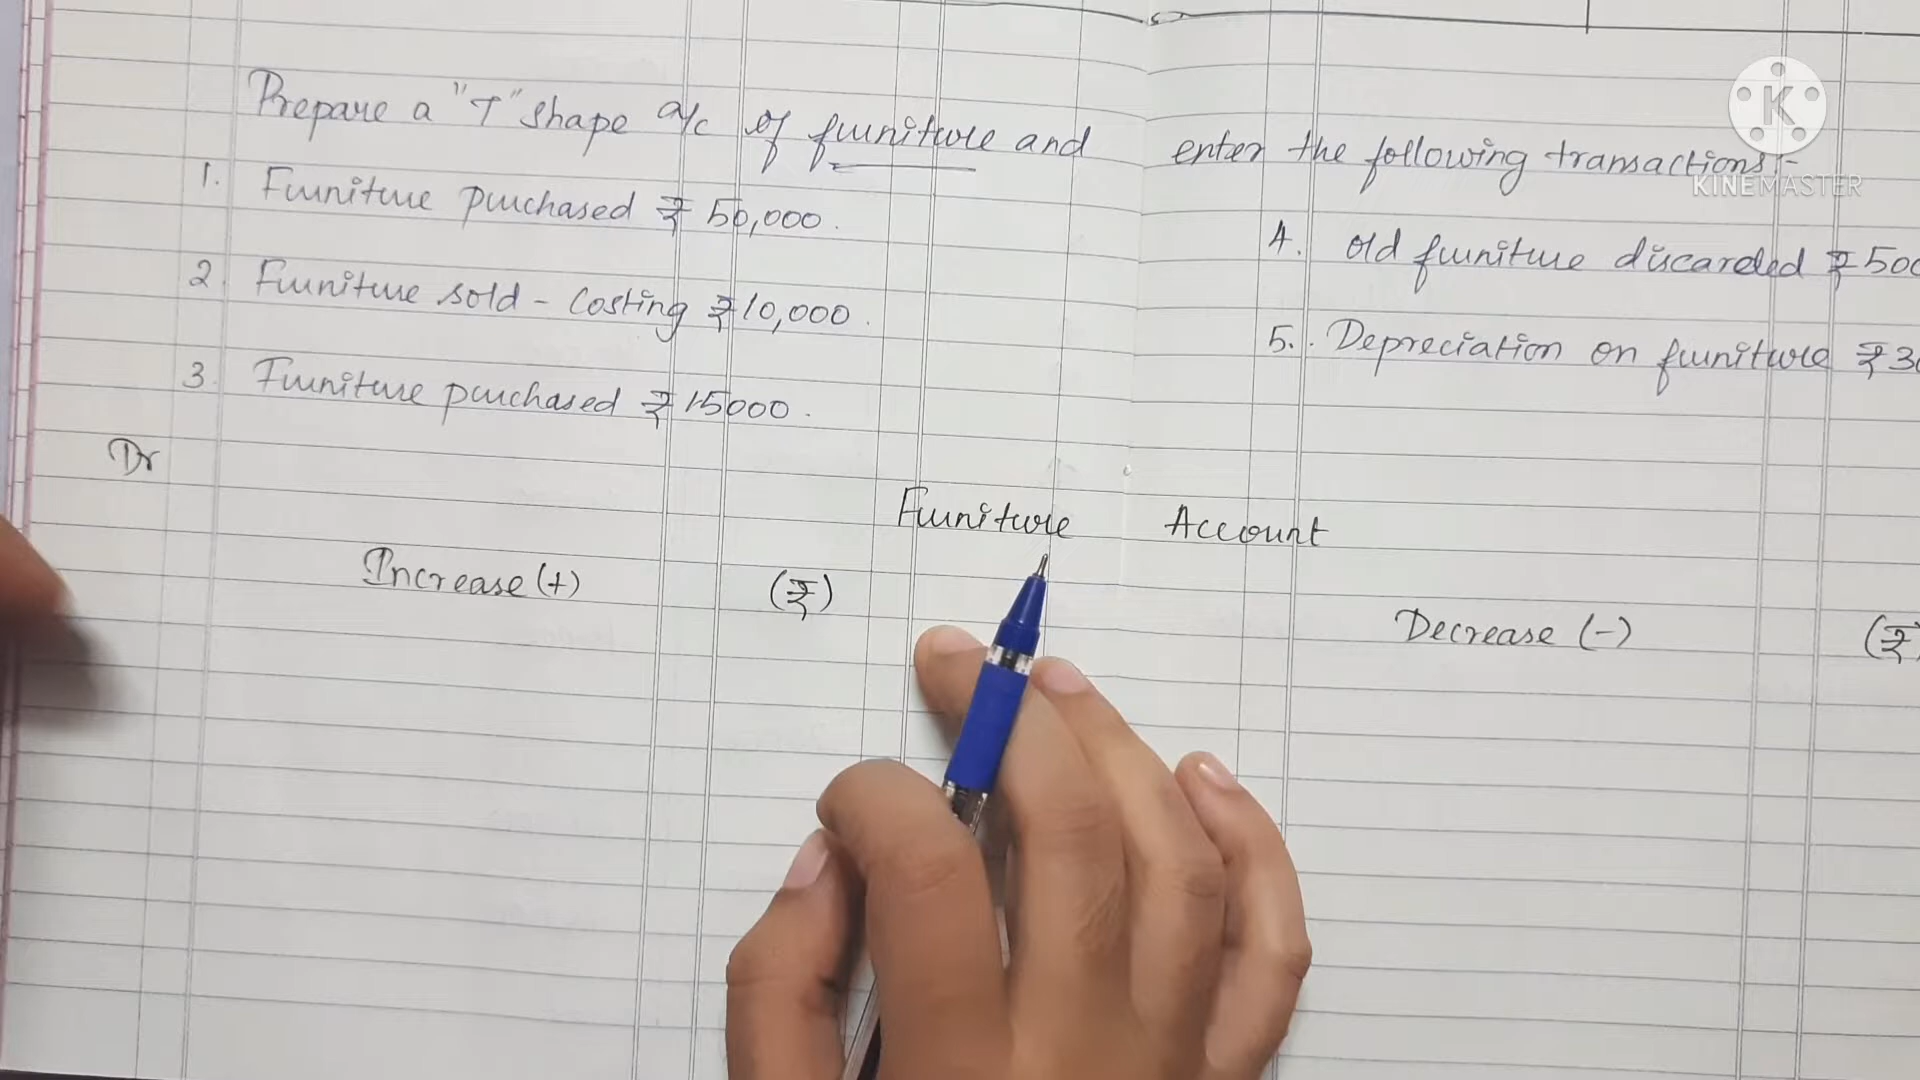 Prepare a "T" shape a/c of furniture and enter the following transactions:-
1. Furniture purchased ₹ 50,000.
2. Furniture sold - Costing ₹ 10,000.
3. Furniture purchased ₹ 15000.
4. Old furniture discarded ₹ 500
5. Depreciation on furniture ₹ 30
Dr
Furniture Account
Increase (+) (₹)
Decrease (-) (₹)
K
KINEMASTER